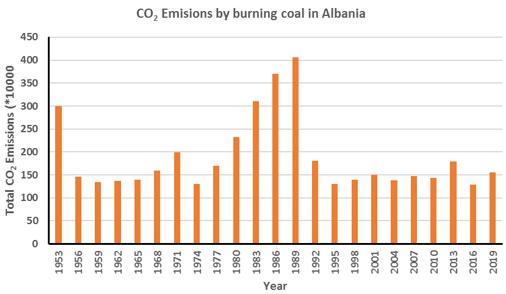 CO₂ Emisions by burning coal in Albania
Total CO₂ Emissions (*10000
450
400
350
300
250
200
150
100
50
0
1953 1956 1959 1962 1965 1968 1971 1974 1977 1980 1983 1986 1989 1992 1995 1998 2001 2004 2007 2010 2013 2016 2019
Year